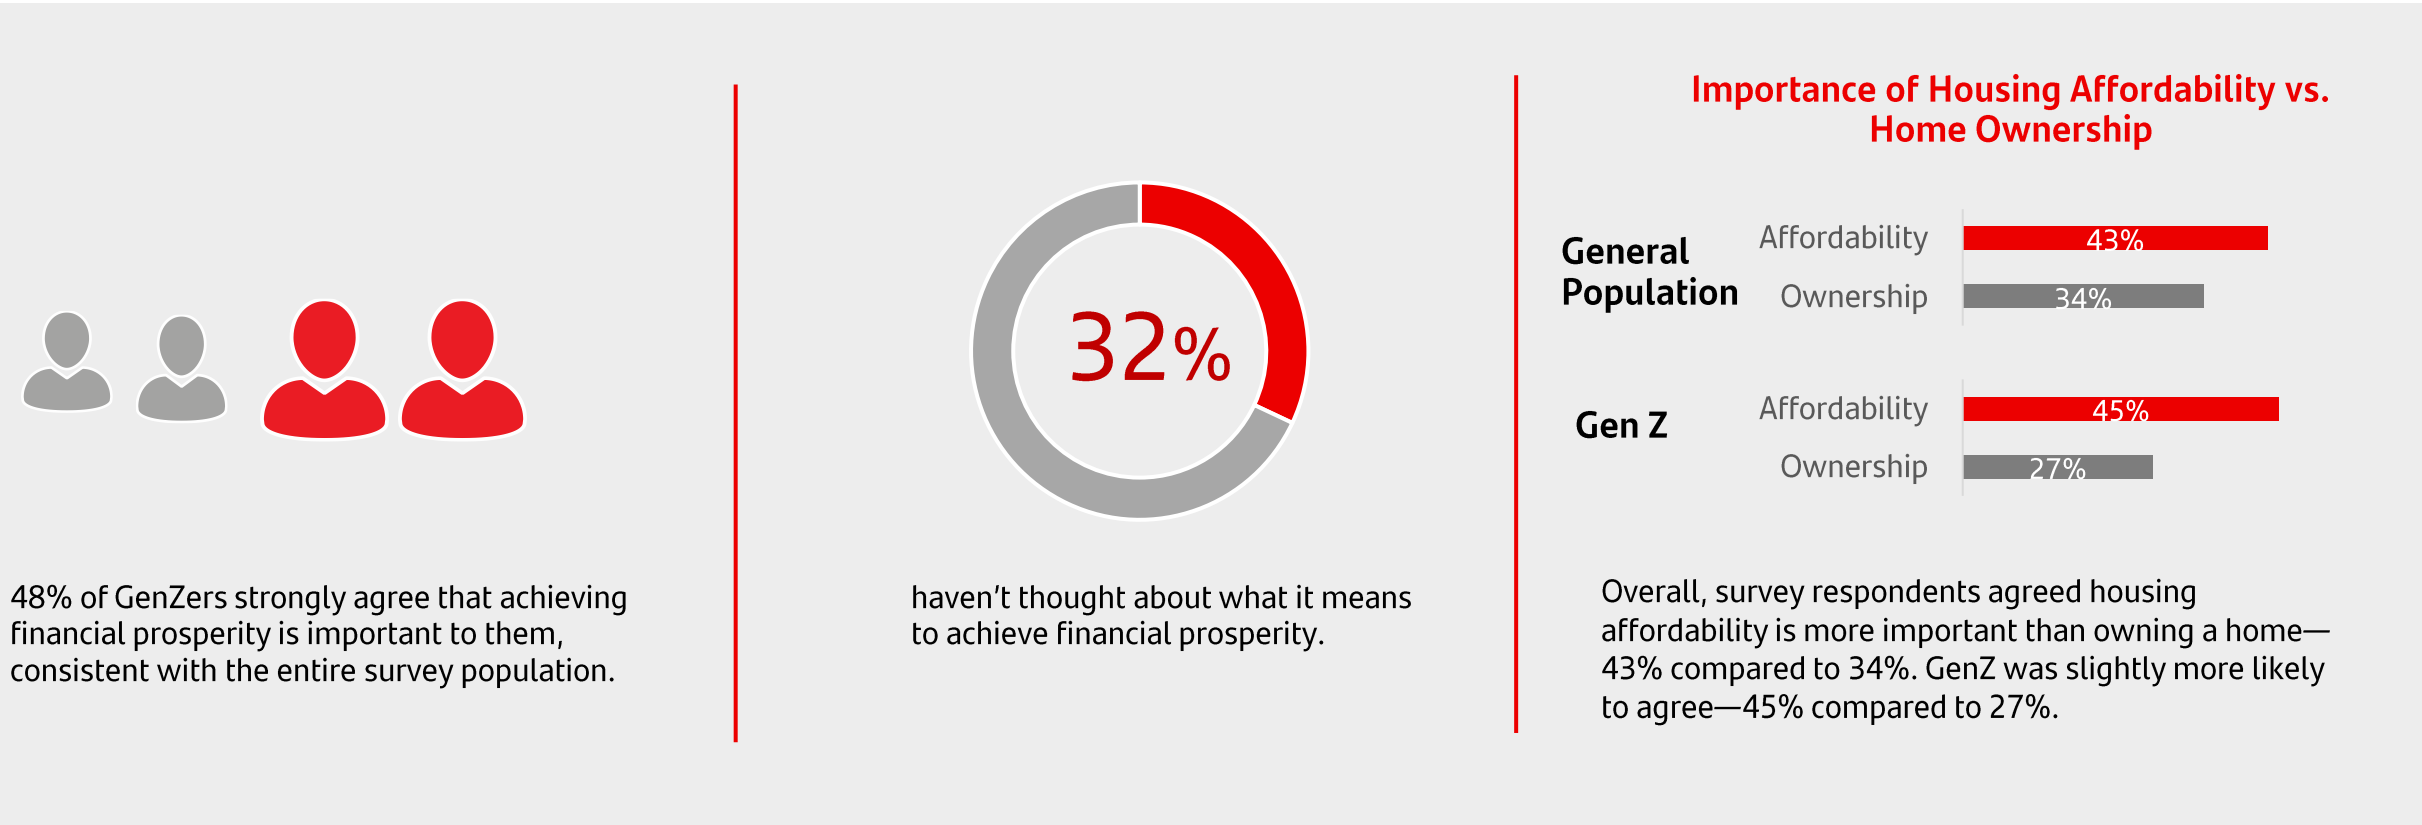 48% of GenZers strongly agree that achieving
financial prosperity is important to them,
consistent with the entire survey population.
32%
haven’t thought about what it means
to achieve financial prosperity.
Importance of Housing Affordability vs.
Home Ownership
General
Population
Affordability
43%
Ownership
34%
Gen Z
Affordability
45%
Ownership
27%
Overall, survey respondents agreed housing
affordability is more important than owning a home—
43% compared to 34%. GenZ was slightly more likely
to agree—45% compared to 27%.